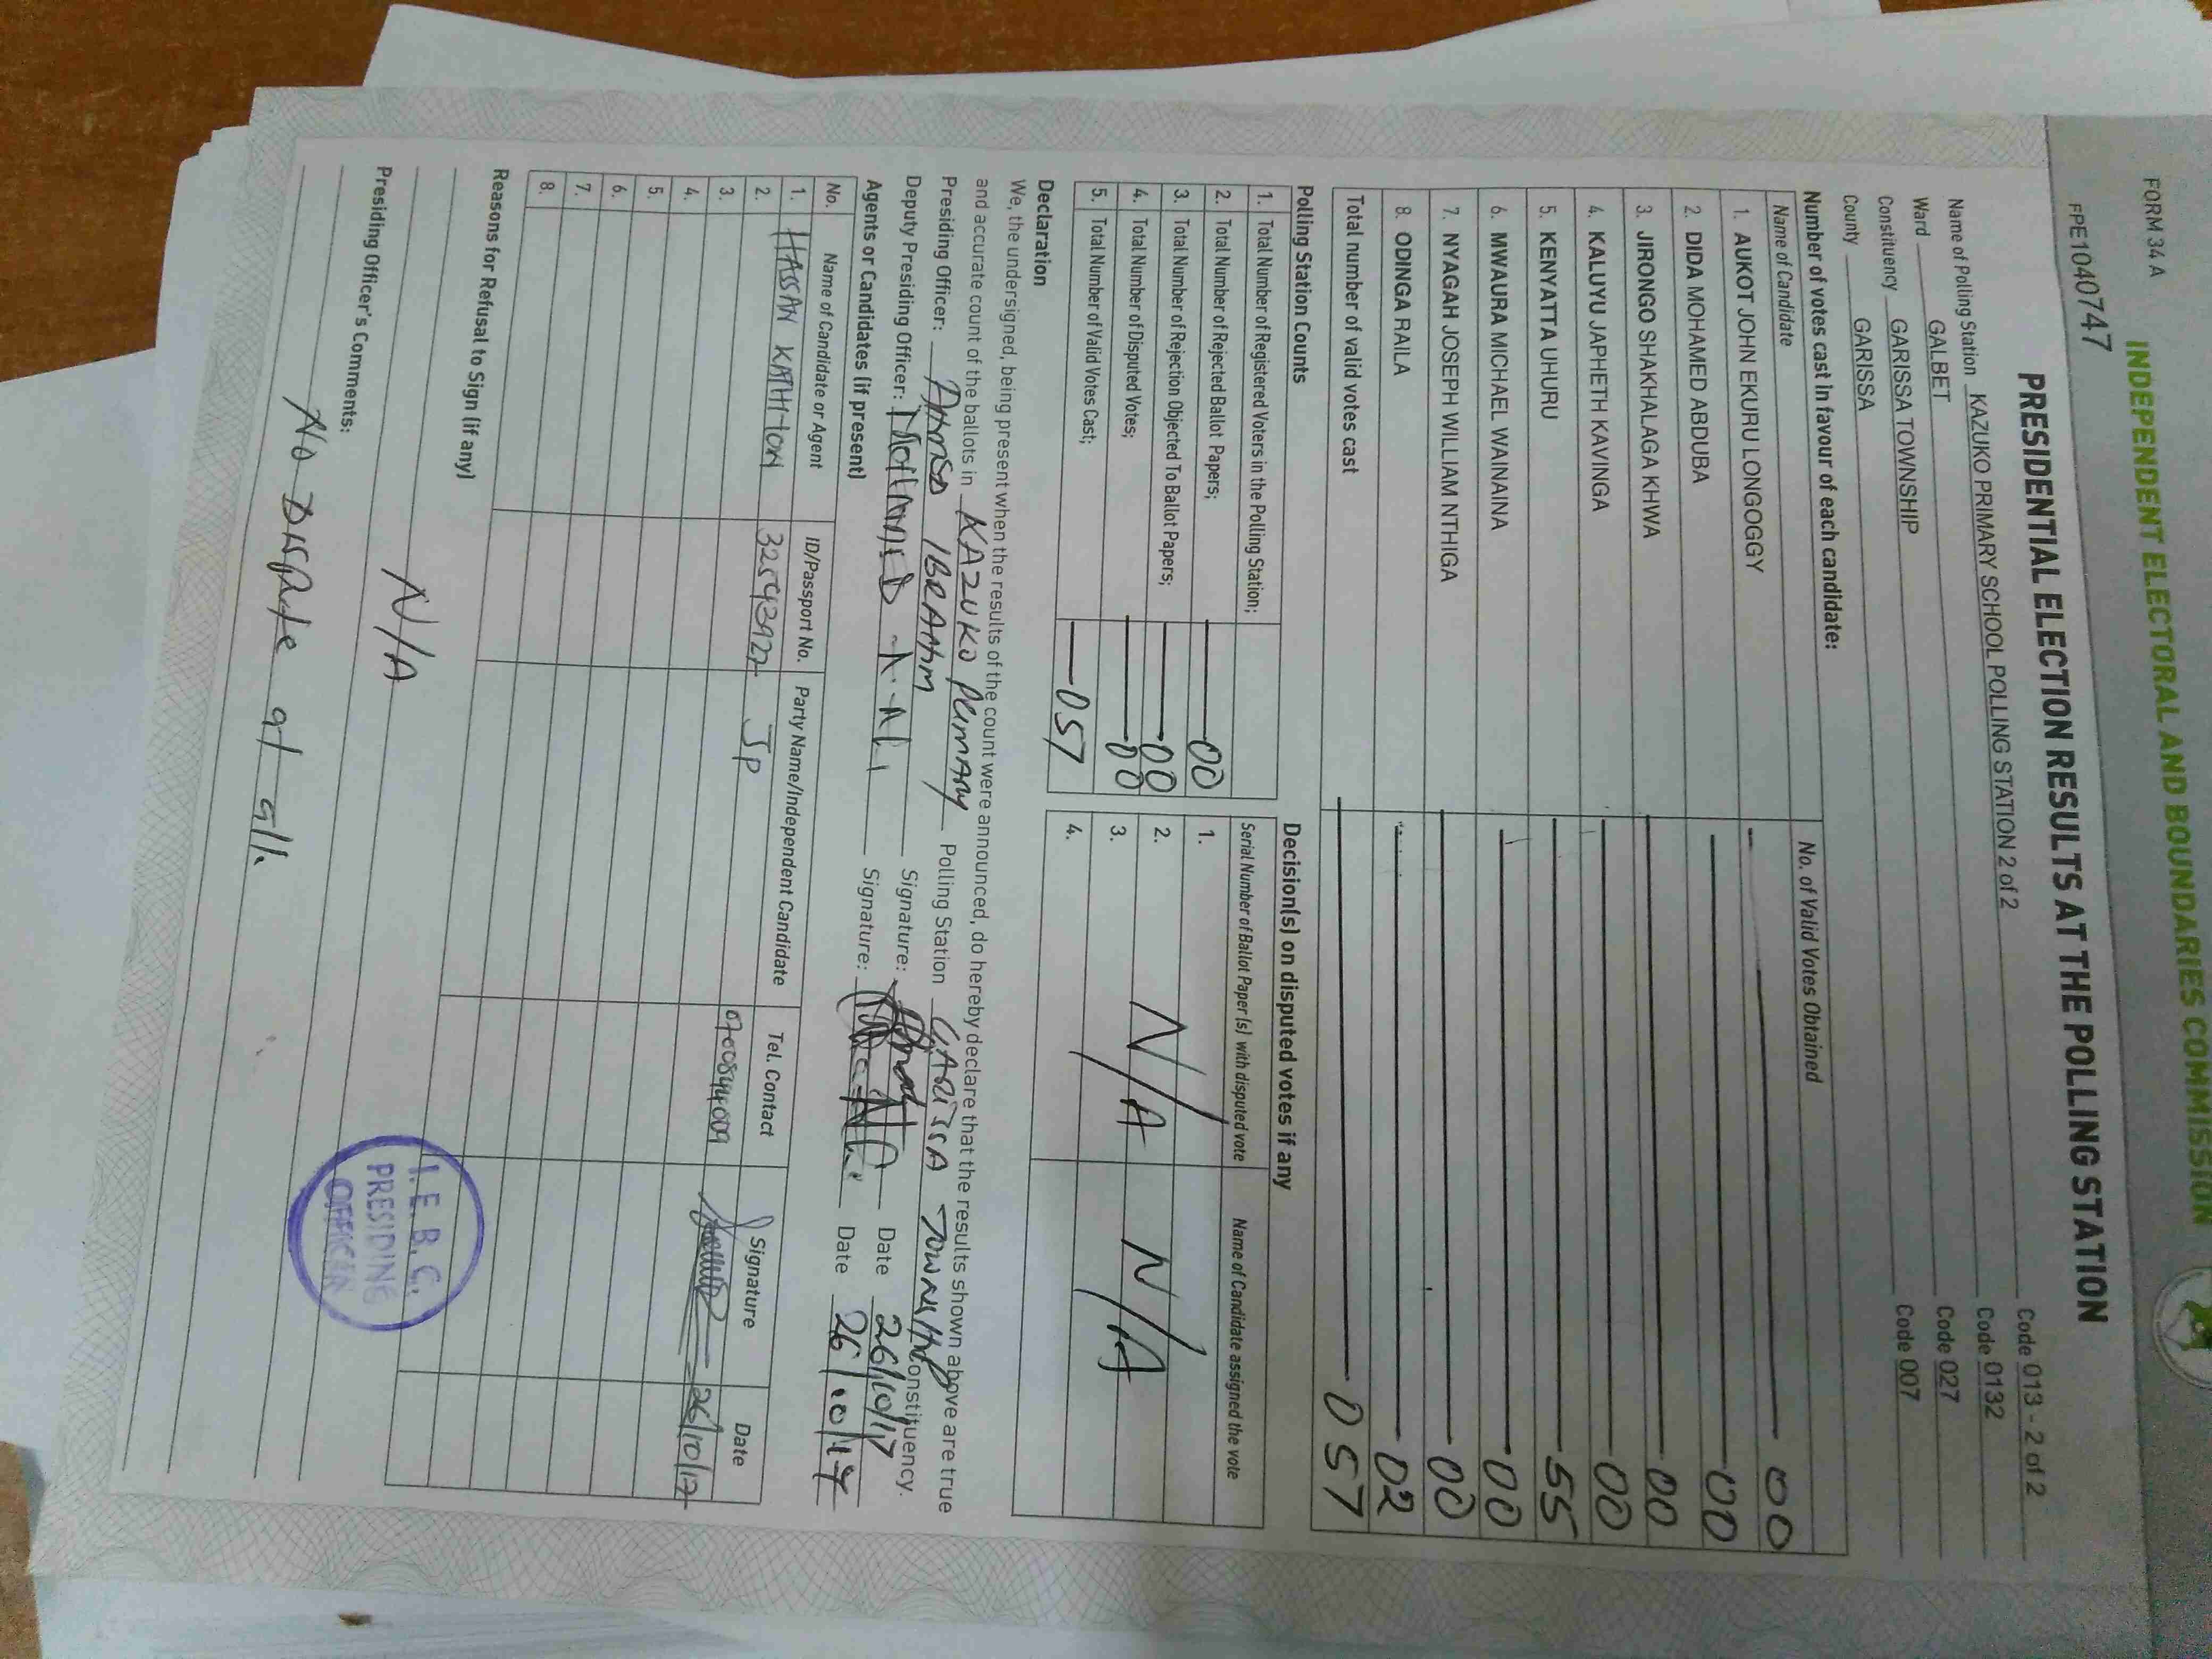 FORM 34 A
FPE1040747
INDEPENDENT ELECTORAL AND BOUNDARIES COMMISSION
PRESIDENTIAL ELECTION RESULTS AT THE POLLING STATION
Name of Polling Station KAZUKO PRIMARY SCHOOL POLLING STATION 2 of 2 Code 013 - 2 of 2
Ward GALBET Code 0132
Constituency GARISSA TOWNSHIP Code 027
County GARISSA Code 007
Number of votes cast in favour of each candidate:
Name of Candidate No. of Valid Votes Obtained
1. AUKOT JOHN EKURU LONGOGGY 00
2. DIDA MOHAMED ABDUBA 00
3. JIRONGO SHAKHALAGA KHWA 00
4. KALUYU JAPHETH KAVINGA 00
5. KENYATTA UHURU 55
6. MWAURA MICHAEL WAINAINA 00
7. NYAGAH JOSEPH WILLIAM NTHIGA 00
8. ODINGA RAILA 02
Total number of valid votes cast 057
Polling Station Counts
1. Total Number of Registered Voters in the Polling Station;
2. Total Number of Rejected Ballot Papers; 00
3. Total Number of Rejection Objected To Ballot Papers; 00
4. Total Number of Disputed Votes; 00
5. Total Number of Valid Votes Cast; 057
Decision(s) on disputed votes if any
Serial Number of Ballot Paper (s) with disputed vote Name of Candidate assigned the vote
1.
2. N/A N/A
3.
4.
Declaration
We, the undersigned, being present when the results of the count were announced, do hereby declare that the results shown above are true
and accurate count of the ballots in KAZUKO PRIMARY Polling Station GARISSA TOWNSHIP Constituency.
Presiding Officer: IBRAHIM Signature: Date 26/10/17
Deputy Presiding Officer: Signature: Date 26/10/17
Agents or Candidates (if present)
No. Name of Candidate or Agent ID/Passport No. Party Name/Independent Candidate Tel. Contact Signature Date
1. HASSAN 32543927 JP 0700844009 26/10/17
2.
3.
4.
5.
6.
7.
8.
Reasons for Refusal to Sign (if any)
N/A
Presiding Officer's Comments:
No Dispute at all.
I.E.B.C.
PRESIDING
OFFICER